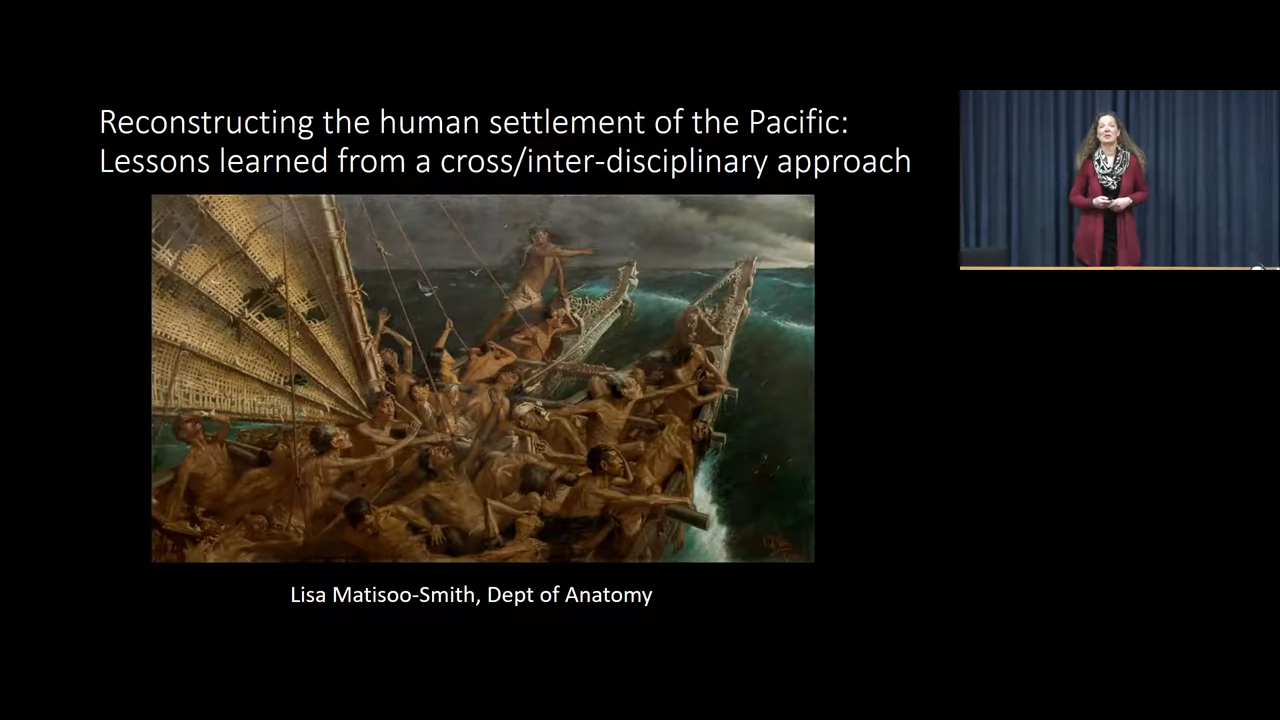 Reconstructing the human settlement of the Pacific:
Lessons learned from a cross/inter-disciplinary approach
Lisa Matisoo-Smith, Dept of Anatomy